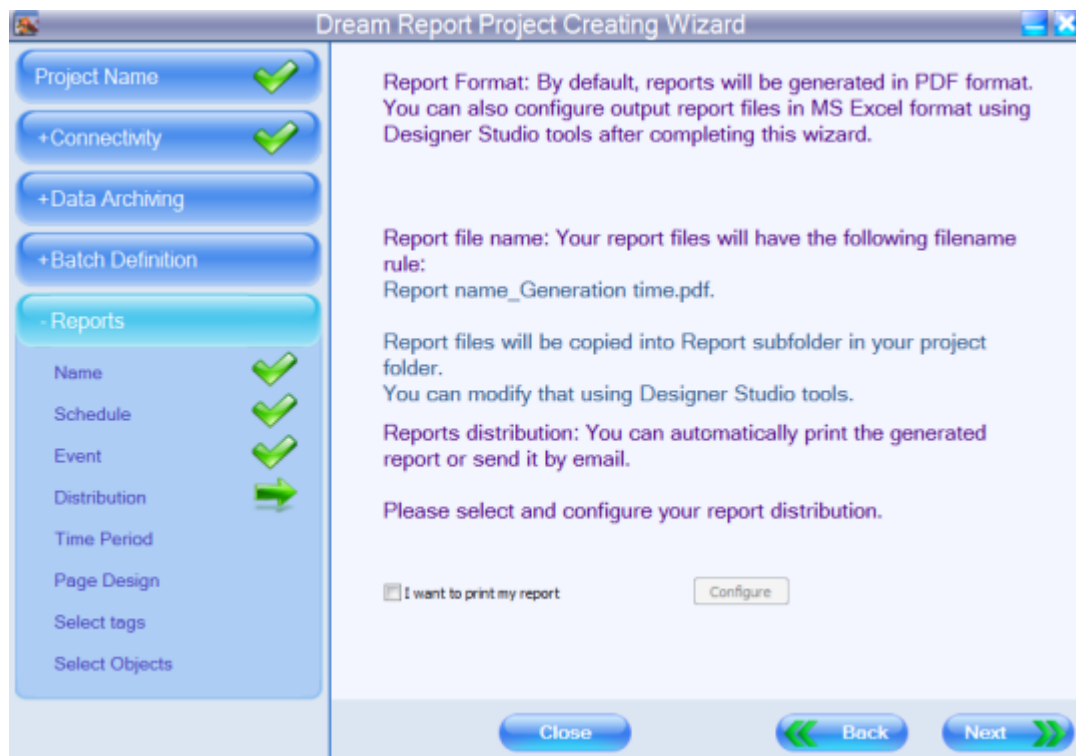 Dream Report Project Creating Wizard
Project Name
+Connectivity
+Data Archiving
+Batch Definition
- Reports
Name
Schedule
Event
Distribution
Time Period
Page Design
Select tags
Select Objects
Report Format: By default, reports will be generated in PDF format.
You can also configure output report files in MS Excel format using
Designer Studio tools after completing this wizard.
Report file name: Your report files will have the following filename
rule:
Report name_Generation time.pdf.
Report files will be copied into Report subfolder in your project
folder.
You can modify that using Designer Studio tools.
Reports distribution: You can automatically print the generated
report or send it by email.
Please select and configure your report distribution.
I want to print my report
Configure
Close
Back
Next